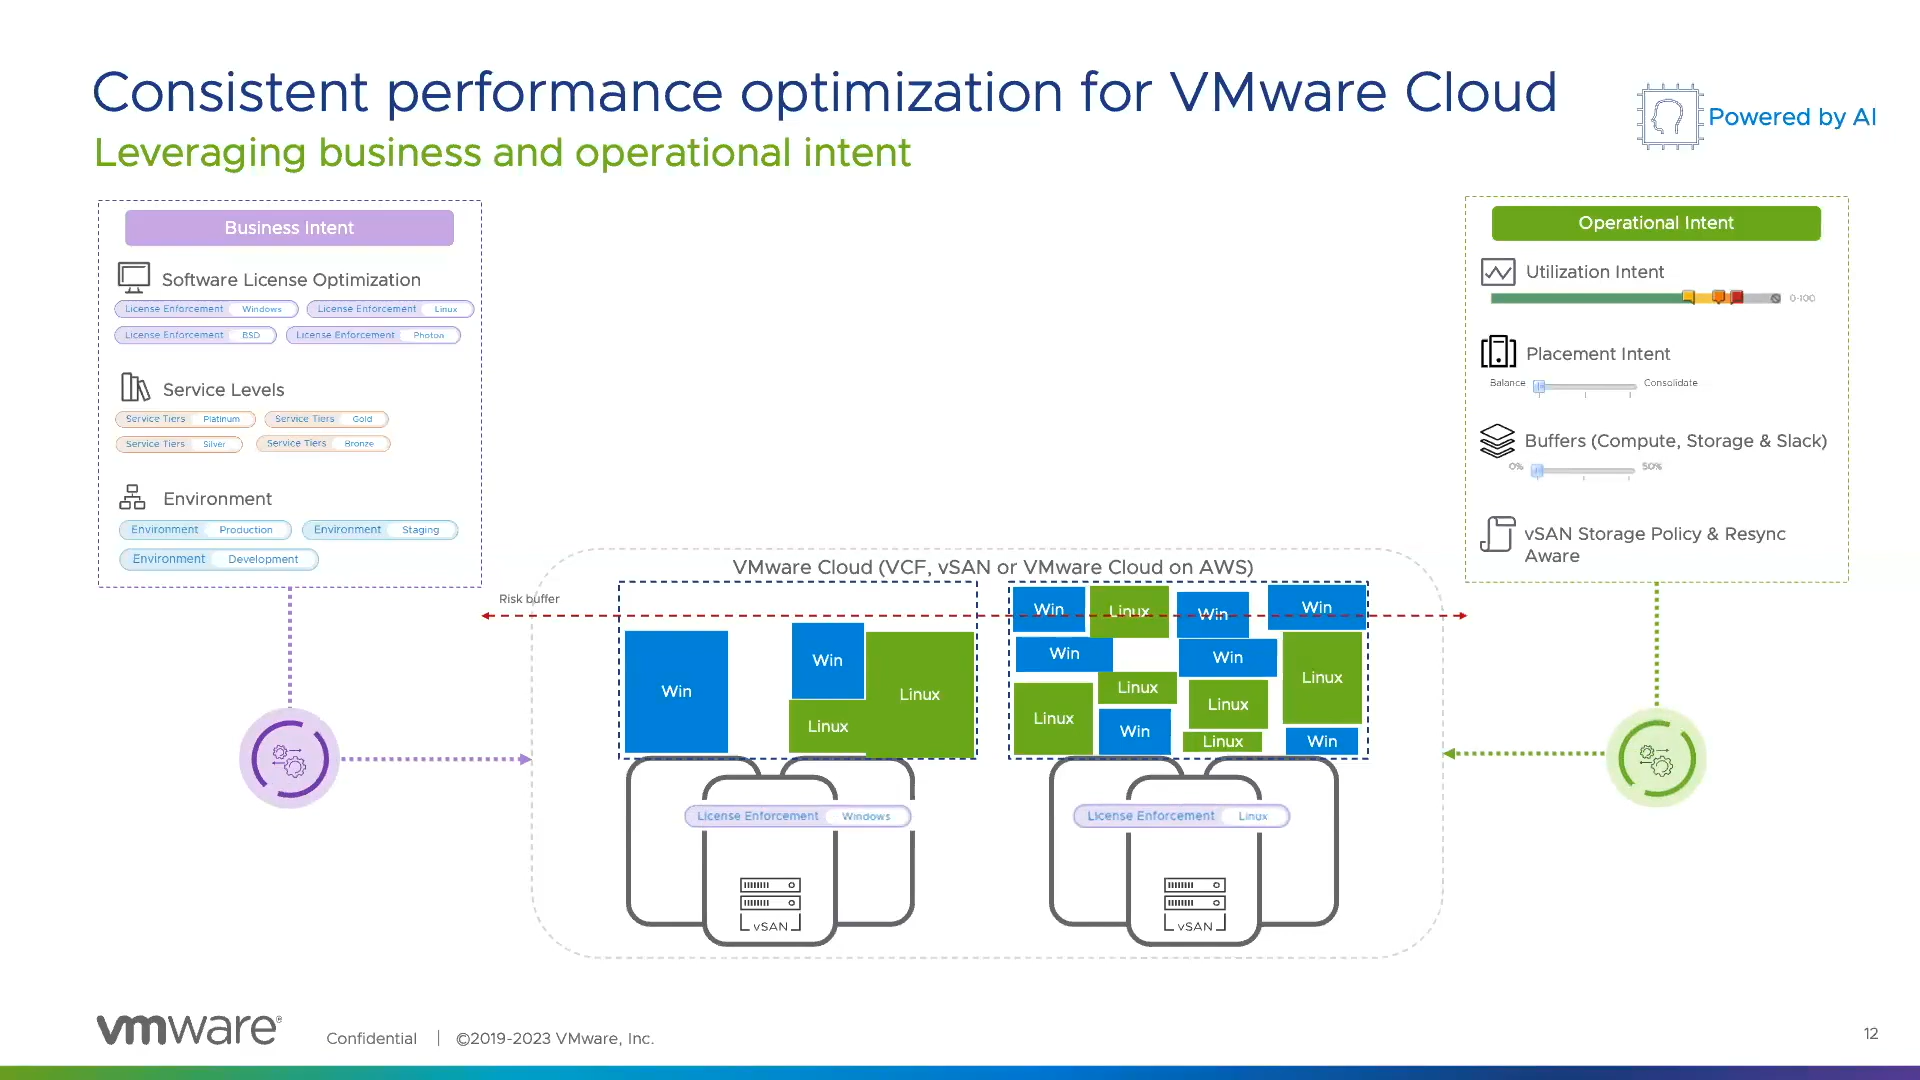 Consistent performance optimization for VMware Cloud
Leveraging business and operational intent
Powered by AI
Business Intent
Software License Optimization
License Enforcement Windows
License Enforcement Linux
License Enforcement BSD
License Enforcement Photon
Service Levels
Service Tiers Platinum
Service Tiers Gold
Service Tiers Silver
Service Tiers Bronze
Environment
Environment Production
Environment Staging
Environment Development
Operational Intent
Utilization Intent
0-100
Placement Intent
Balance
Consolidate
Buffers (Compute, Storage & Slack)
0%
50%
vSAN Storage Policy & Resync
Aware
VMware Cloud (VCF, vSAN or VMware Cloud on AWS)
Risk buffer
Win
Win
Linux
Linux
Win
Linux
Win
Win
Win
Win
Linux
Linux
Linux
Linux
Win
Linux
Win
License Enforcement Windows
License Enforcement Linux
vSAN
vSAN
vmware®
Confidential | ©2019-2023 VMware, Inc.
12